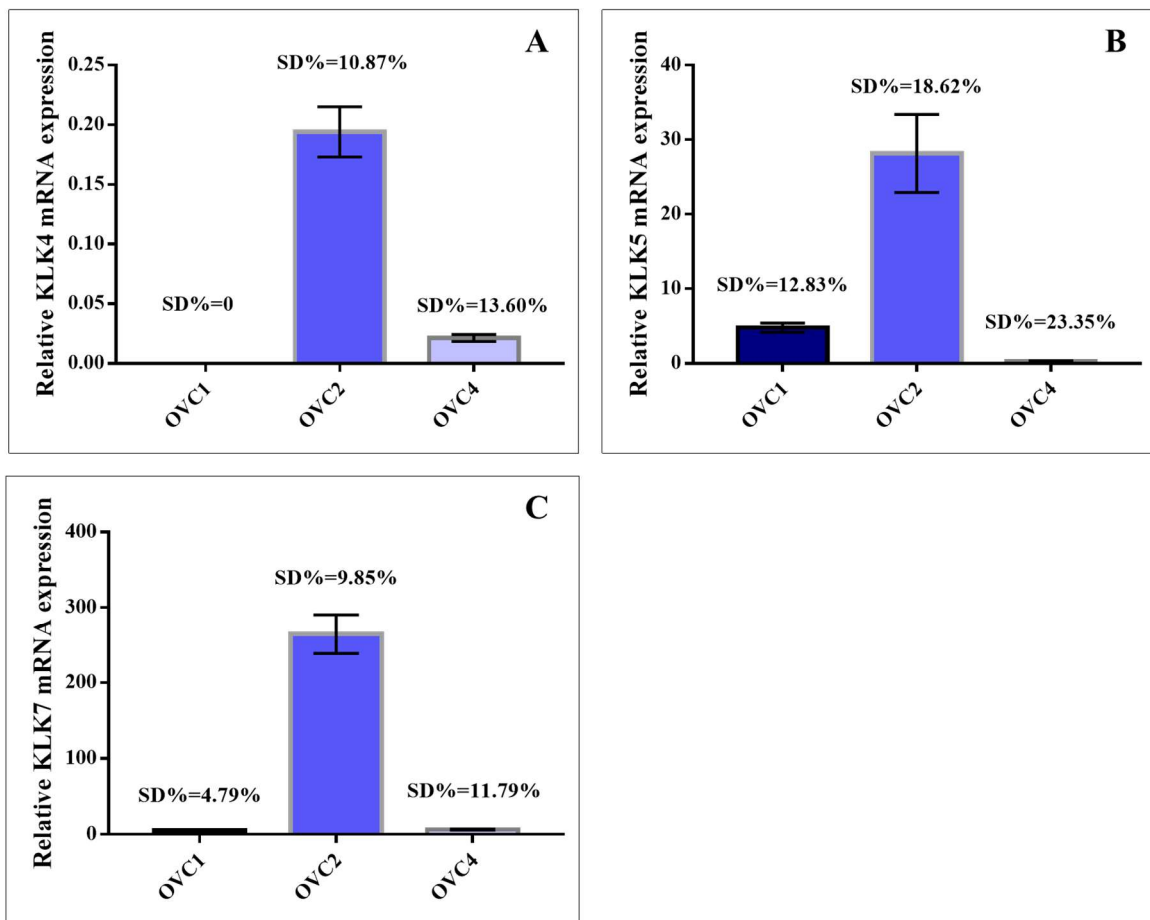 A
Relative KLK4 mRNA expression
0.25
0.20
0.15
0.10
0.05
0.00
SD%=0
SD%=10.87%
SD%=13.60%
OVC1
OVC2
OVC4
B
Relative KLK5 mRNA expression
40
30
20
10
0
SD%=12.83%
SD%=18.62%
SD%=23.35%
OVC1
OVC2
OVC4
C
Relative KLK7 mRNA expression
400
300
200
100
0
SD%=4.79%
SD%=9.85%
SD%=11.79%
OVC1
OVC2
OVC4